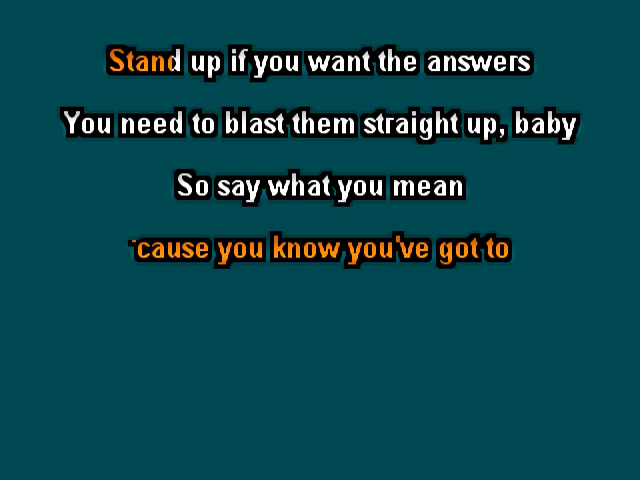 Stand up if you want the answers
You need to blast them straight up, baby
So say what you mean
'cause you know you've got to